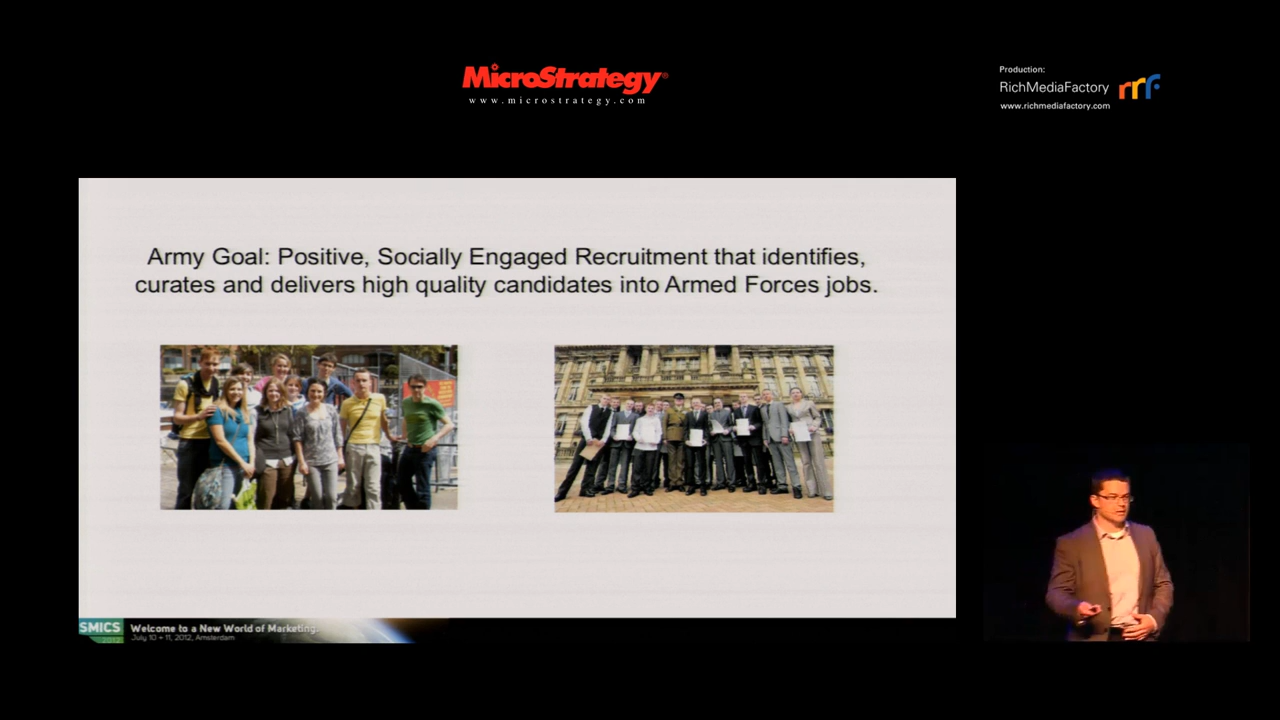 MicroStrategy®
www.microstrategy.com
Production:
RichMediaFactory
www.richmediafactory.com
Army Goal: Positive, Socially Engaged Recruitment that identifies,
curates and delivers high quality candidates into Armed Forces jobs.
SMICS
2012
Welcome to a New World of Marketing.
July 10 + 11, 2012, Amsterdam